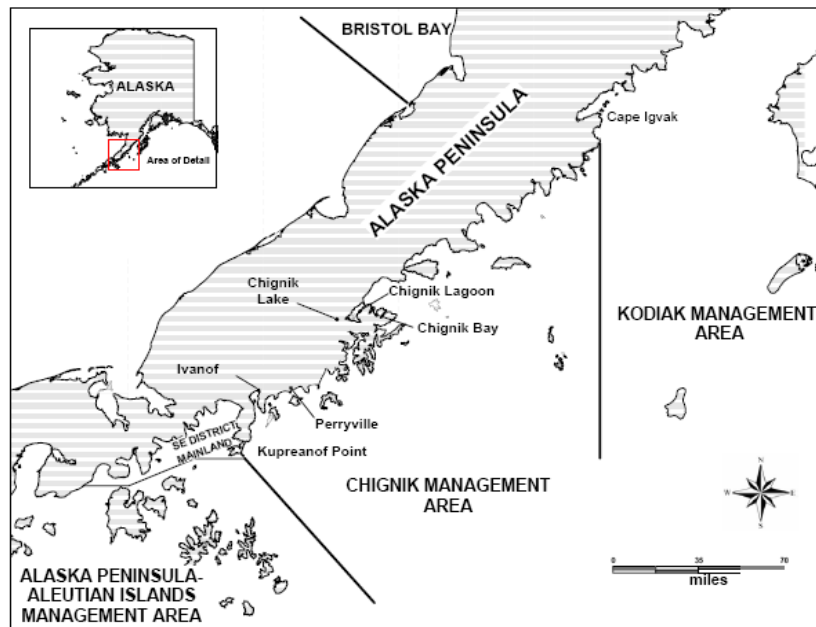 BRISTOL BAY
ALASKA
Area of Detail
Cape Igvak
ALASKA PENINSULA
Chignik
Lake
Chignik Lagoon
Chignik Bay
KODIAK MANAGEMENT
AREA
Ivanof
Perryville
SE DISTRICT
MAINLAND
Kupreanof Point
CHIGNIK MANAGEMENT
AREA
N
W
E
S
0 35 70
miles
ALASKA PENINSULA-
ALEUTIAN ISLANDS
MANAGEMENT AREA